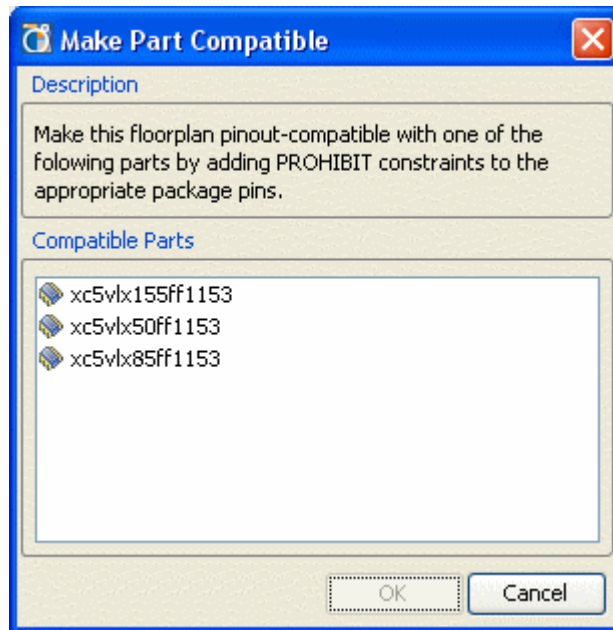 Make Part Compatible
Description
Make this floorplan pinout-compatible with one of the
folowing parts by adding PROHIBIT constraints to the
appropriate package pins.
Compatible Parts
xc5vlx155ff1153
xc5vlx50ff1153
xc5vlx85ff1153
OK
Cancel